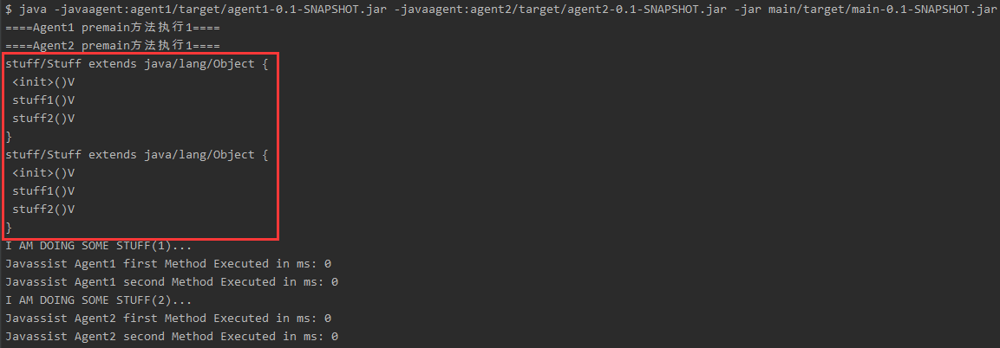 $ java -javaagent:agent1/target/agent1-0.1-SNAPSHOT.jar -javaagent:agent2/target/agent2-0.1-SNAPSHOT.jar -jar main/target/main-0.1-SNAPSHOT.jar
====Agent1 premain方法执行1====
====Agent2 premain方法执行1====
stuff/Stuff extends java/lang/Object {
 <init>()V
 stuff1()V
 stuff2()V
}
stuff/Stuff extends java/lang/Object {
 <init>()V
 stuff1()V
 stuff2()V
}
I AM DOING SOME STUFF(1)...
Javassist Agent1 first Method Executed in ms: 0
Javassist Agent1 second Method Executed in ms: 0
I AM DOING SOME STUFF(2)...
Javassist Agent2 first Method Executed in ms: 0
Javassist Agent2 second Method Executed in ms: 0